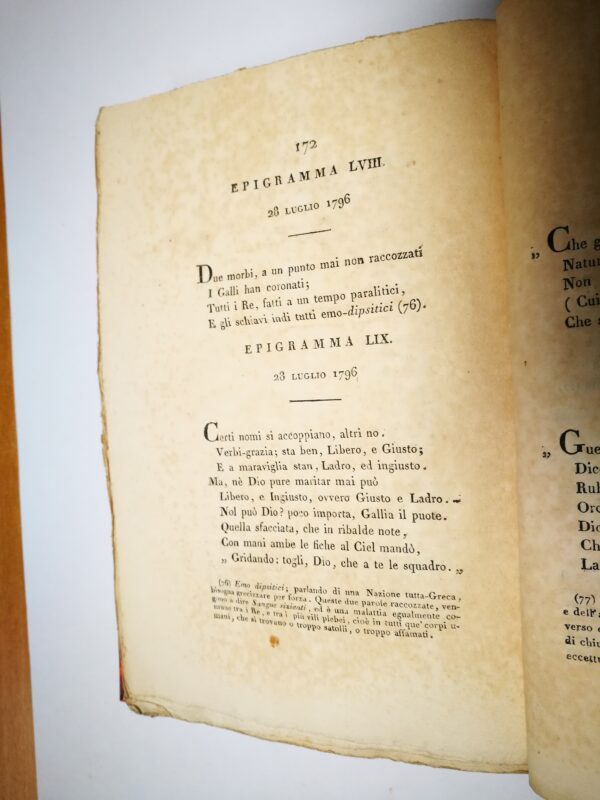 172
EPIGRAMMA LVIII.
28 LUGLIO 1796
Due morbi, a un punto mai non raccozzati
I Galli han coronati;
Tutti i Re, fatti a un tempo paralitici,
E gli schiavi indi tutti emo-dipsitici (76).
EPIGRAMMA LIX.
28 LUGLIO 1796
Certi nomi si accoppiano, altri no.
Verbi-grazia; sta ben, Libero, e Giusto;
E a maraviglia stan, Ladro, ed ingiusto.
Ma, nè Dio pure maritar mai può
Libero, e Ingiusto, ovvero Giusto e Ladro. -
Nol può Dio? poco importa, Gallia il puote.
Quella sfacciata, che in ribalde note,
Con mani ambe le fiche al Ciel mandò,
„ Gridando; togli, Dio, che a te le squadro. „
(76) Emo dipsitici; parlando di una Nazione tutta-Greca,
bisogna grecizzare per forza. Queste due parole raccozzate, ven-
gono a dire Sangue sizienti, ed è una malattia egualmente co-
mune tra i Re, e tra i più vili plebei, cioè in tutti que' corpi u-
mani, che si trovano o troppo satolli, o troppo affamati.
„ Che
Natu
Non
( Cui
Che
„ Gue
Dic
Rul
Orc
Dic
Ch
La
(77)
e dell'
verso
di chiu
eccett